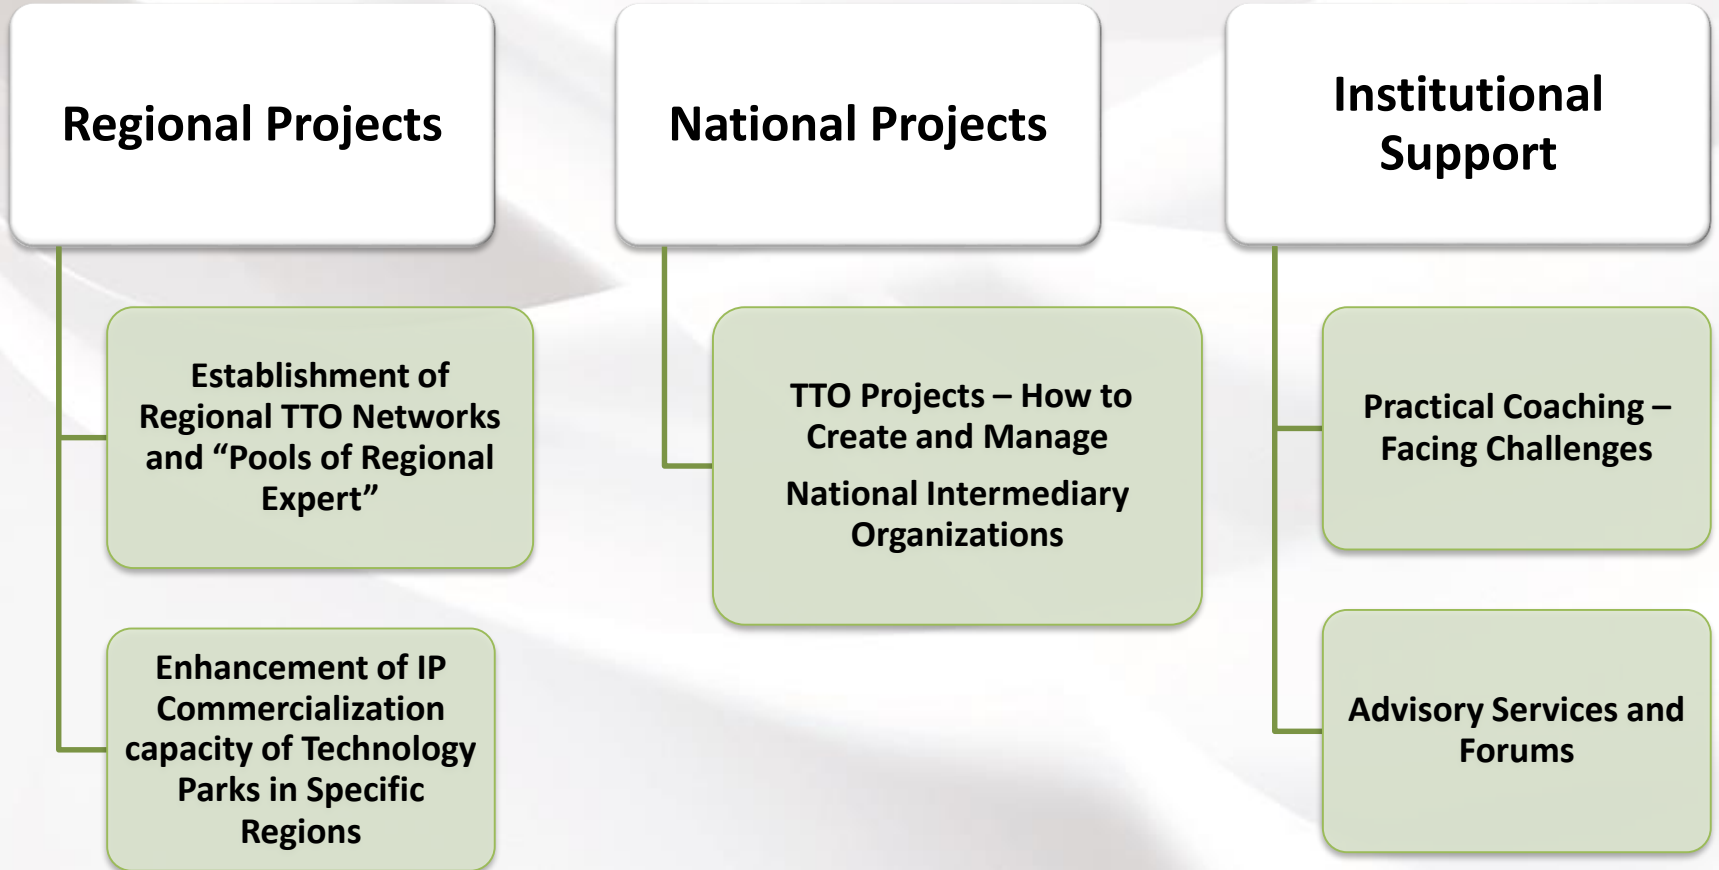 Regional Projects
Establishment of
Regional TTO Networks
and “Pools of Regional
Expert”
Enhancement of IP
Commercialization
capacity of Technology
Parks in Specific
Regions
National Projects
TTO Projects – How to
Create and Manage
National Intermediary
Organizations
Institutional
Support
Practical Coaching –
Facing Challenges
Advisory Services and
Forums